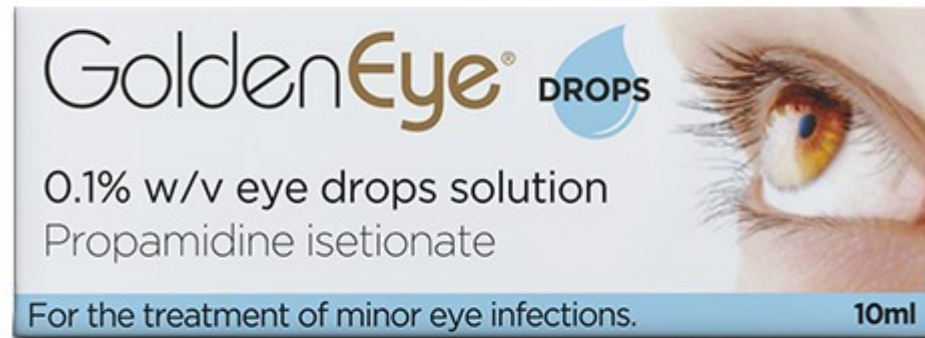 GoldenEye® DROPS
0.1% w/v eye drops solution
Propamidine isetionate
For the treatment of minor eye infections. 10ml